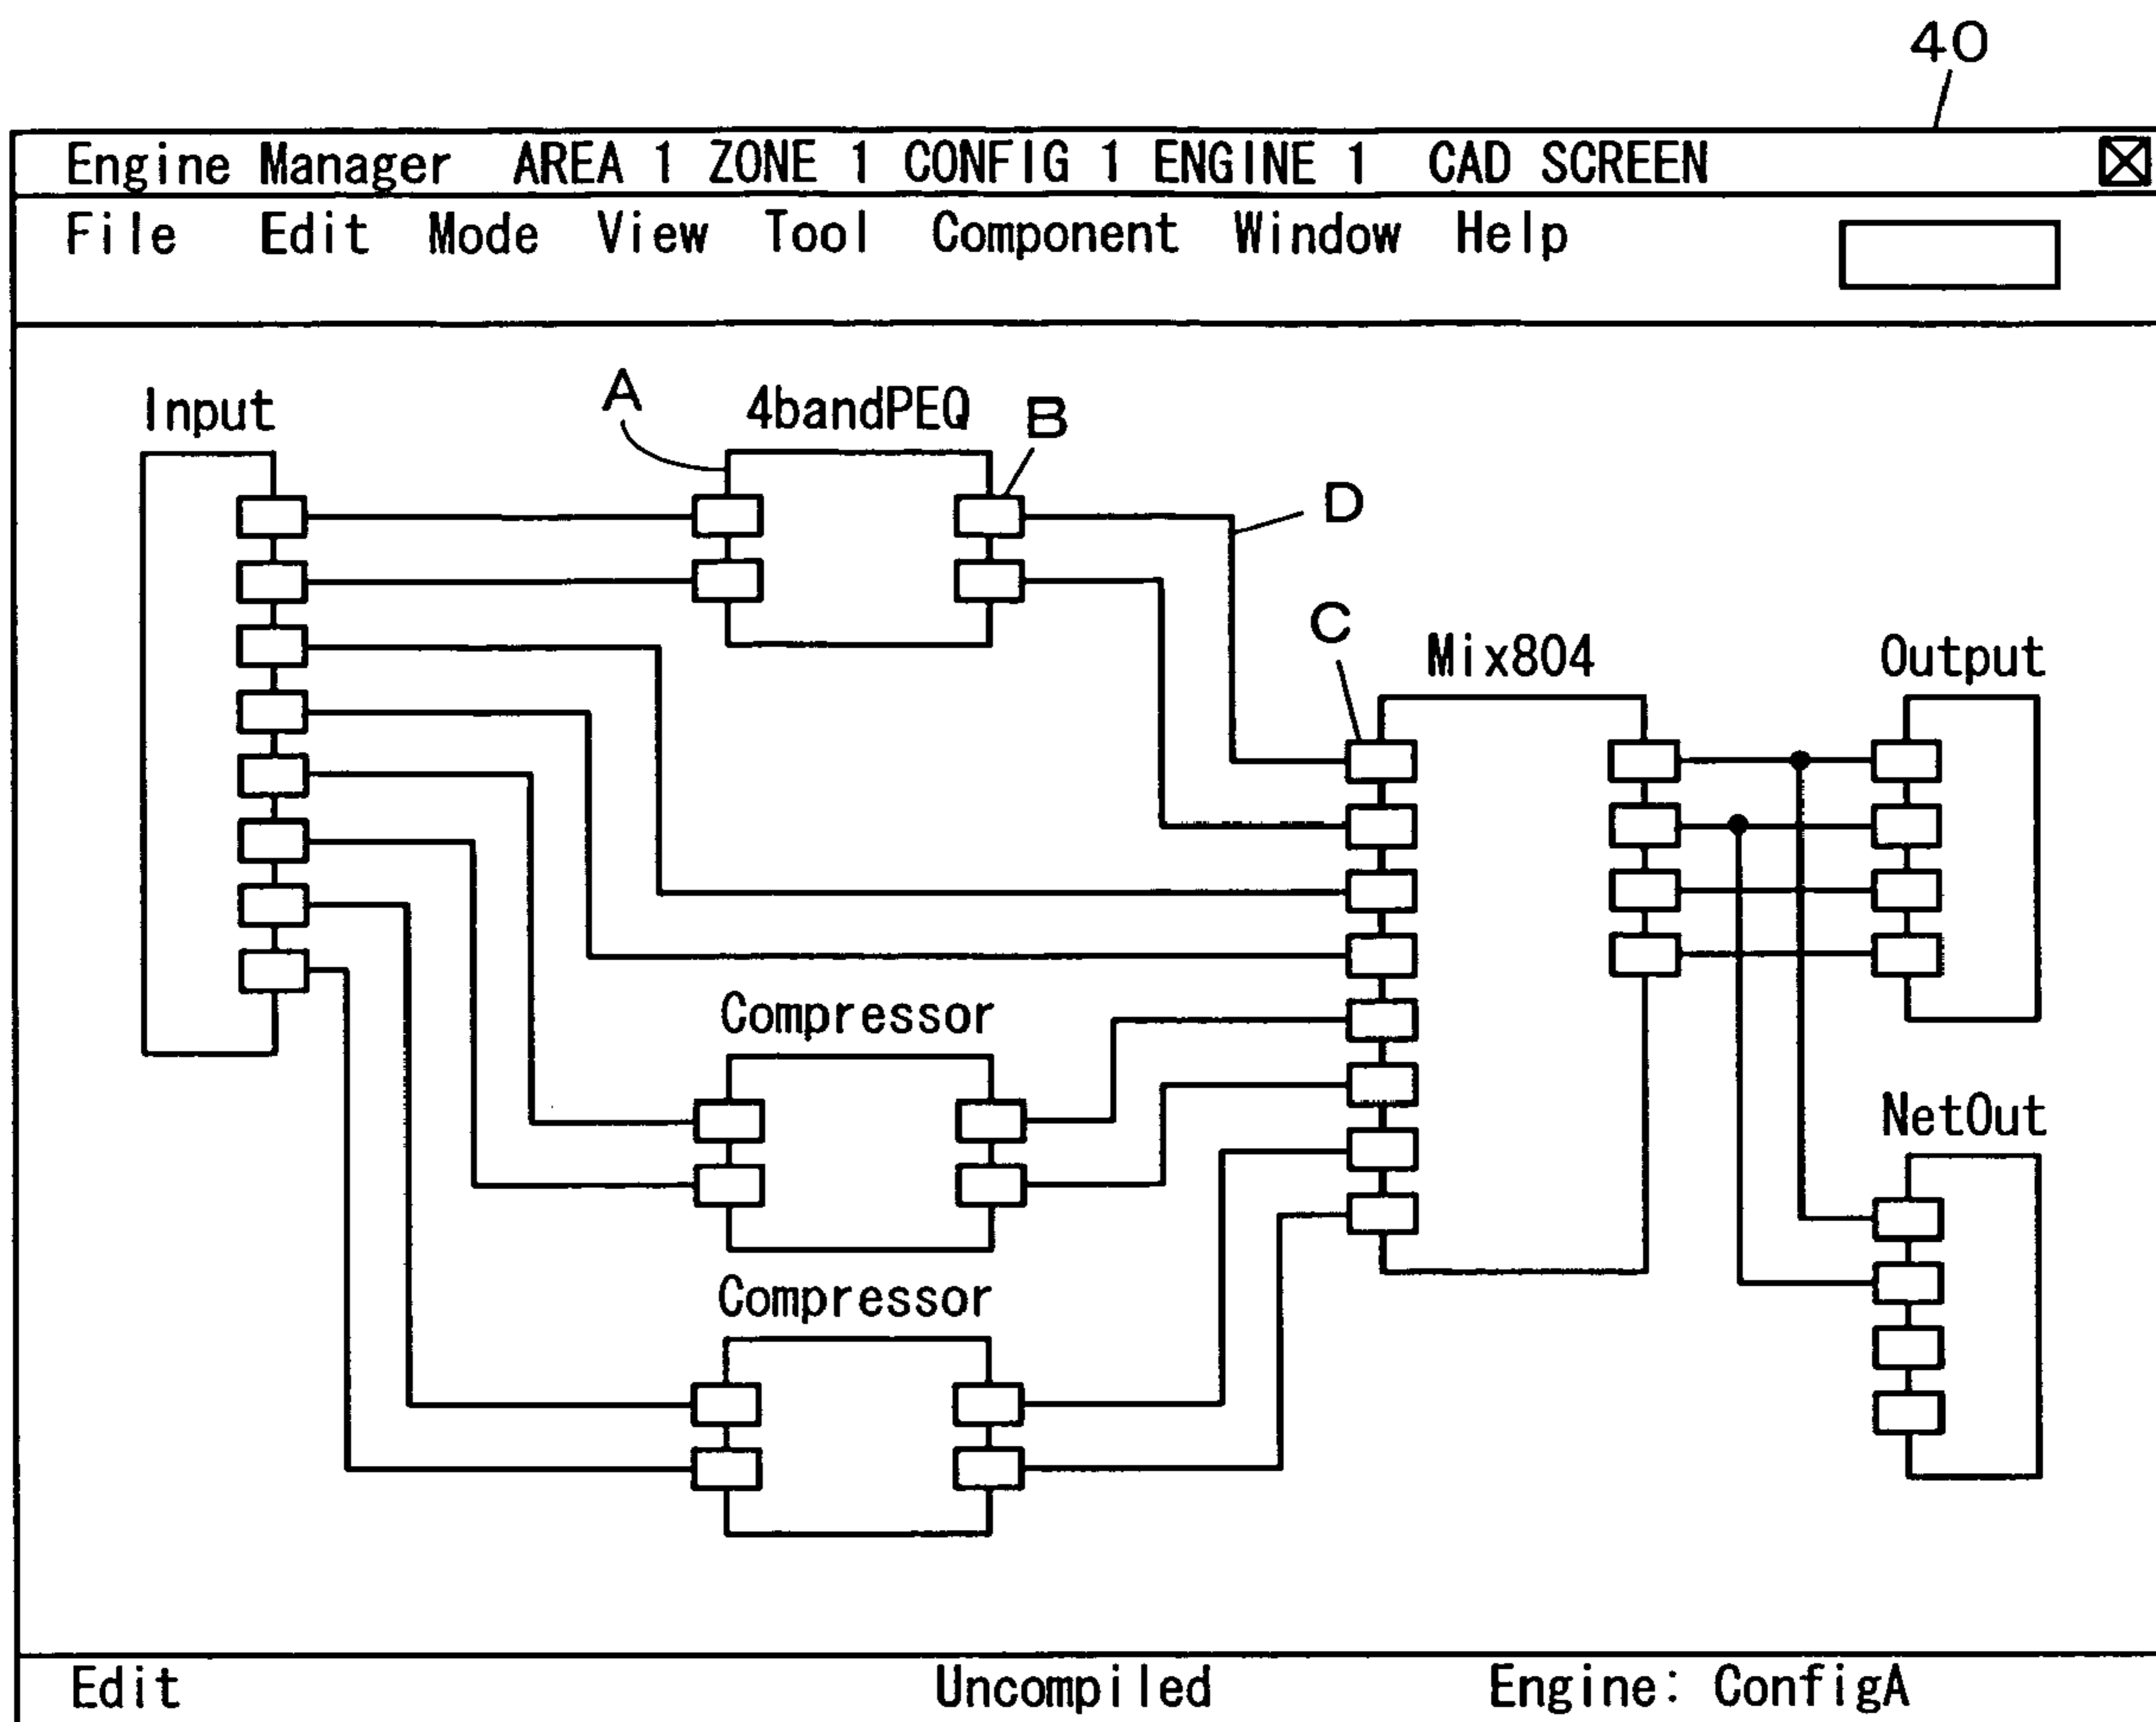 40
Engine Manager AREA 1 ZONE 1 CONFIG 1 ENGINE 1 CAD SCREEN
File Edit Mode View Tool Component Window Help
Input
A
4bandPEQ
B
D
C
Mix804
Output
Compressor
NetOut
Compressor
Edit Uncompiled Engine: ConfigA